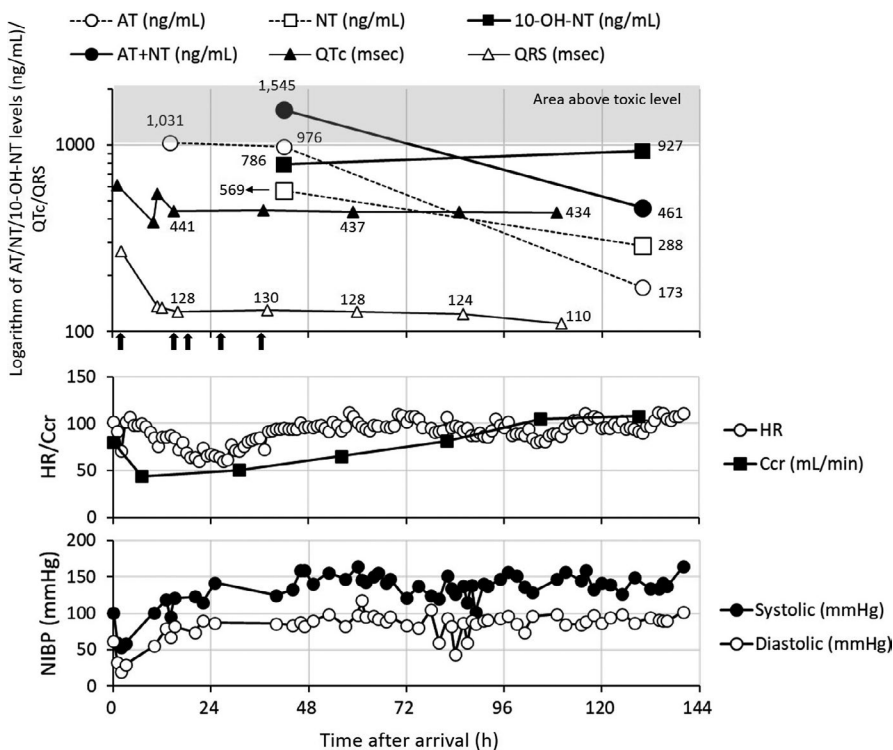 AT (ng/mL) NT (ng/mL) 10-OH-NT (ng/mL)
AT+NT (ng/mL) QTc (msec) QRS (msec)
Logarithm of AT/NT/10-OH-NT levels (ng/mL)/
QTc/QRS
1,545
Area above toxic level
1,031
976
1000
786
927
569
441
437
434
461
288
173
128
130
128
124
110
100
HR/Ccr
150
100
50
0
HR
Ccr (mL/min)
NIBP (mmHg)
200
150
100
50
0
Systolic (mmHg)
Diastolic (mmHg)
0 24 48 72 96 120 144
Time after arrival (h)